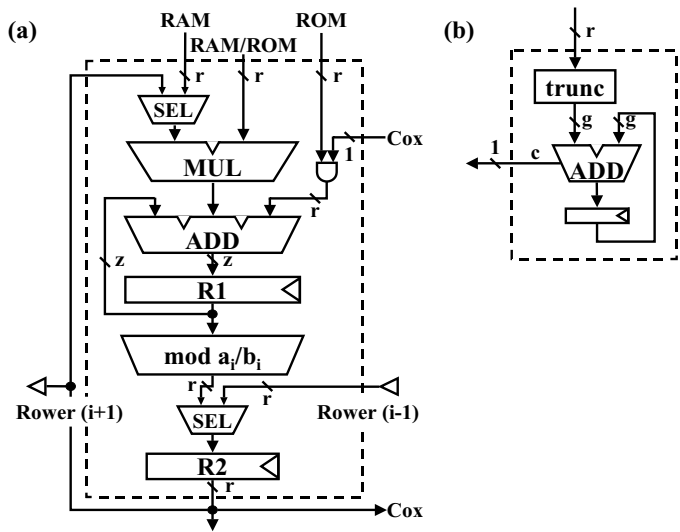 (a)
RAM
RAM/ROM
ROM
r
r
r
SEL
1
Cox
MUL
r
ADD
z
z
R1
mod ai/bi
r
r
Rower (i+1)
SEL
Rower (i-1)
R2
r
Cox
(b)
r
trunc
g
g
1
c
ADD